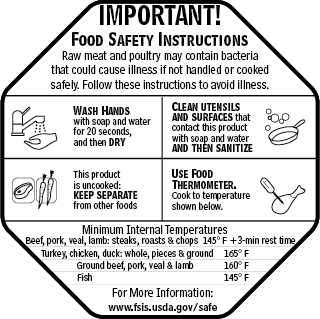 IMPORTANT!
FOOD SAFETY INSTRUCTIONS
Raw meat and poultry may contain bacteria
that could cause illness if not handled or cooked
safely. Follow these instructions to avoid illness.
WASH HANDS
with soap and water
for 20 seconds,
and then DRY
CLEAN UTENSILS
AND SURFACES that
contact this product
with soap and water
AND THEN SANITIZE
This product
is uncooked:
KEEP SEPARATE
from other foods
USE FOOD
THERMOMETER.
Cook to temperature
shown below.
Minimum Internal Temperatures
Beef, pork, veal, lamb: steaks, roasts & chops 145° F +3-min rest time
Turkey, chicken, duck: whole, pieces & ground 165° F
Ground beef, pork, veal & lamb 160° F
Fish 145° F
For More Information:
www.fsis.usda.gov/safe